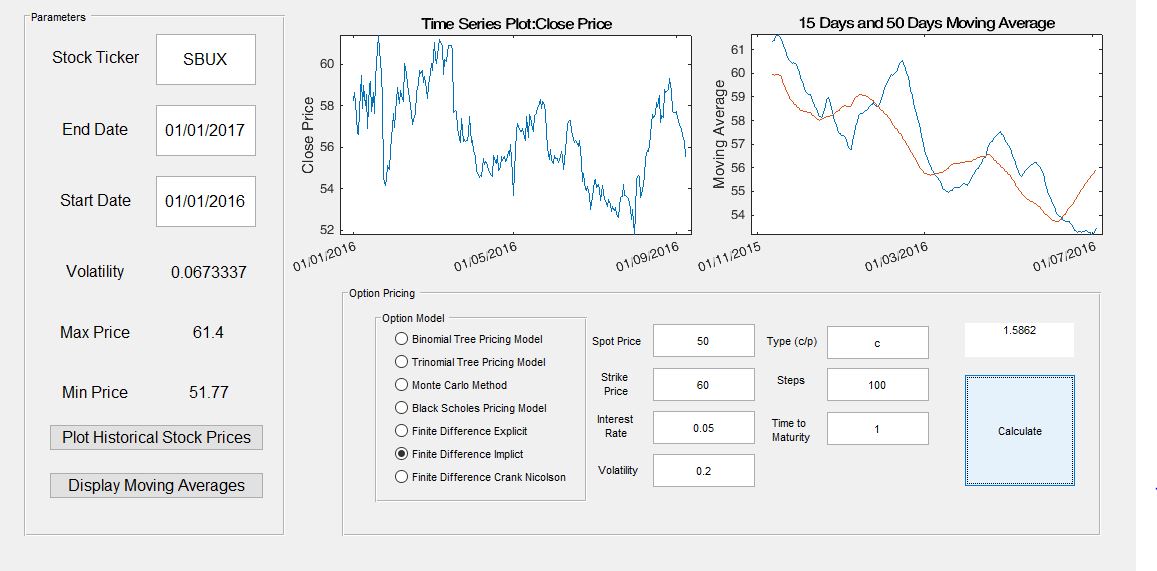 Parameters
Stock Ticker
SBUX
End Date
01/01/2017
Start Date
01/01/2016
Volatility
0.0673337
Max Price
61.4
Min Price
51.77
Plot Historical Stock Prices
Display Moving Averages
Time Series Plot:Close Price
Close Price
60
58
56
54
52
01/01/2016
01/05/2016
01/09/2016
15 Days and 50 Days Moving Average
Moving Average
61
60
59
58
57
56
55
54
01/11/2015
01/03/2016
01/07/2016
Option Pricing
Option Model
Binomial Tree Pricing Model
Trinomial Tree Pricing Model
Monte Carlo Method
Black Scholes Pricing Model
Finite Difference Explicit
Finite Difference Implict
Finite Difference Crank Nicolson
Spot Price
50
Strike
Price
60
Interest
Rate
0.05
Volatility
0.2
Type (c/p)
c
Steps
100
Time to
Maturity
1
1.5862
Calculate